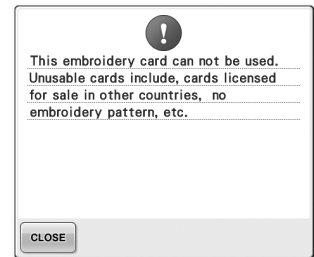 This embroidery card can not be used.
Unusable cards include, cards licensed
for sale in other countries, no
embroidery pattern, etc.
CLOSE